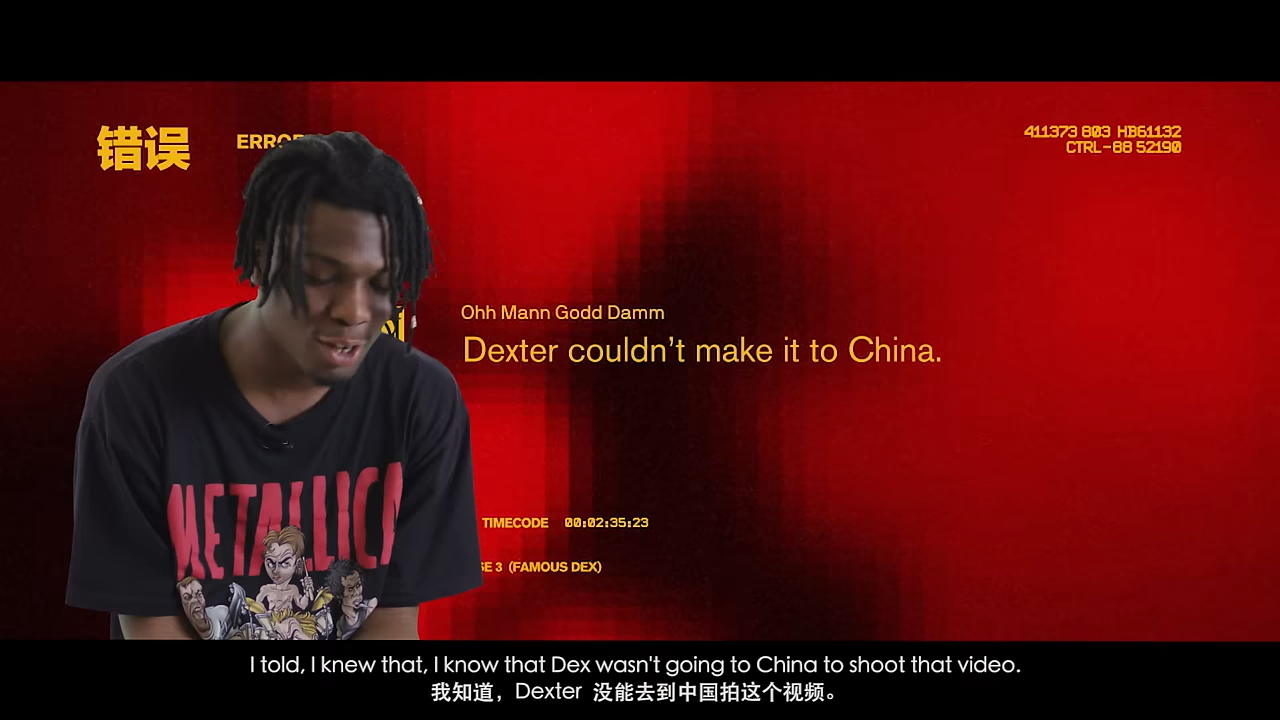 错误
411373 803 HB61132
CTRL-88 52190
Ohh Mann Godd Damm
Dexter couldn't make it to China.
METALLICA
TIMECODE 00:02:35:23
3 (FAMOUS DEX)
I told, I knew that, I know that Dex wasn't going to China to shoot that video.
我知道，Dexter 没能去到中国拍这个视频。